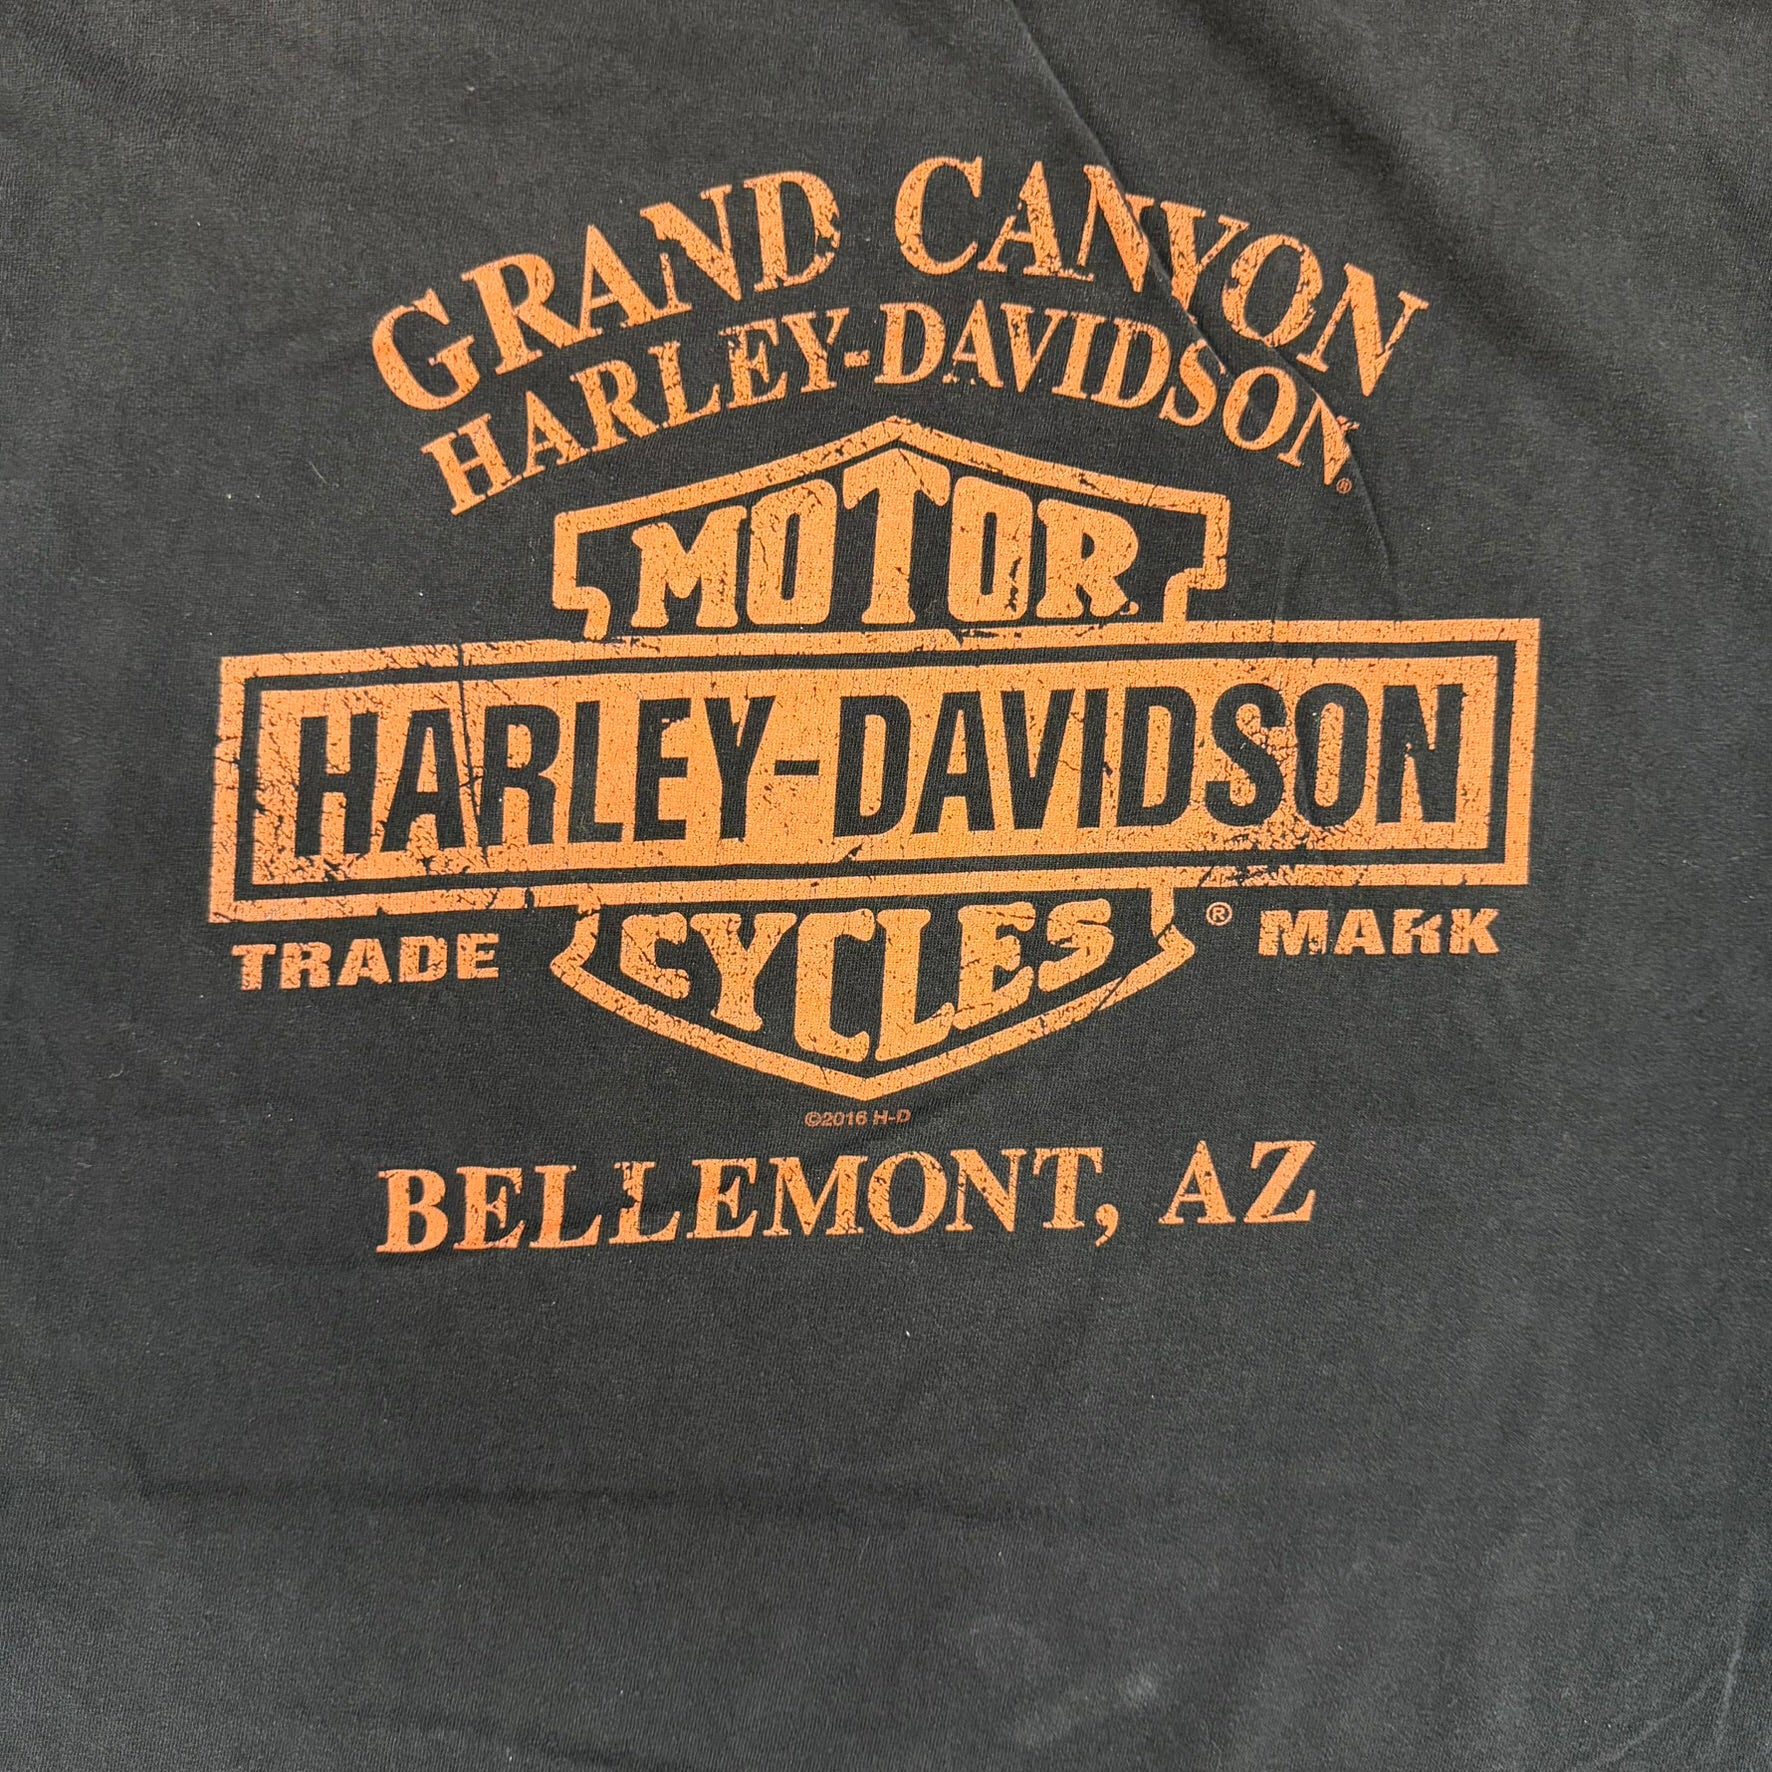 GRAND CANYON
HARLEY-DAVIDSON®
MOTOR
HARLEY-DAVIDSON
CYCLES
TRADE ® MARK
©2016 H-D
BELLEMONT, AZ